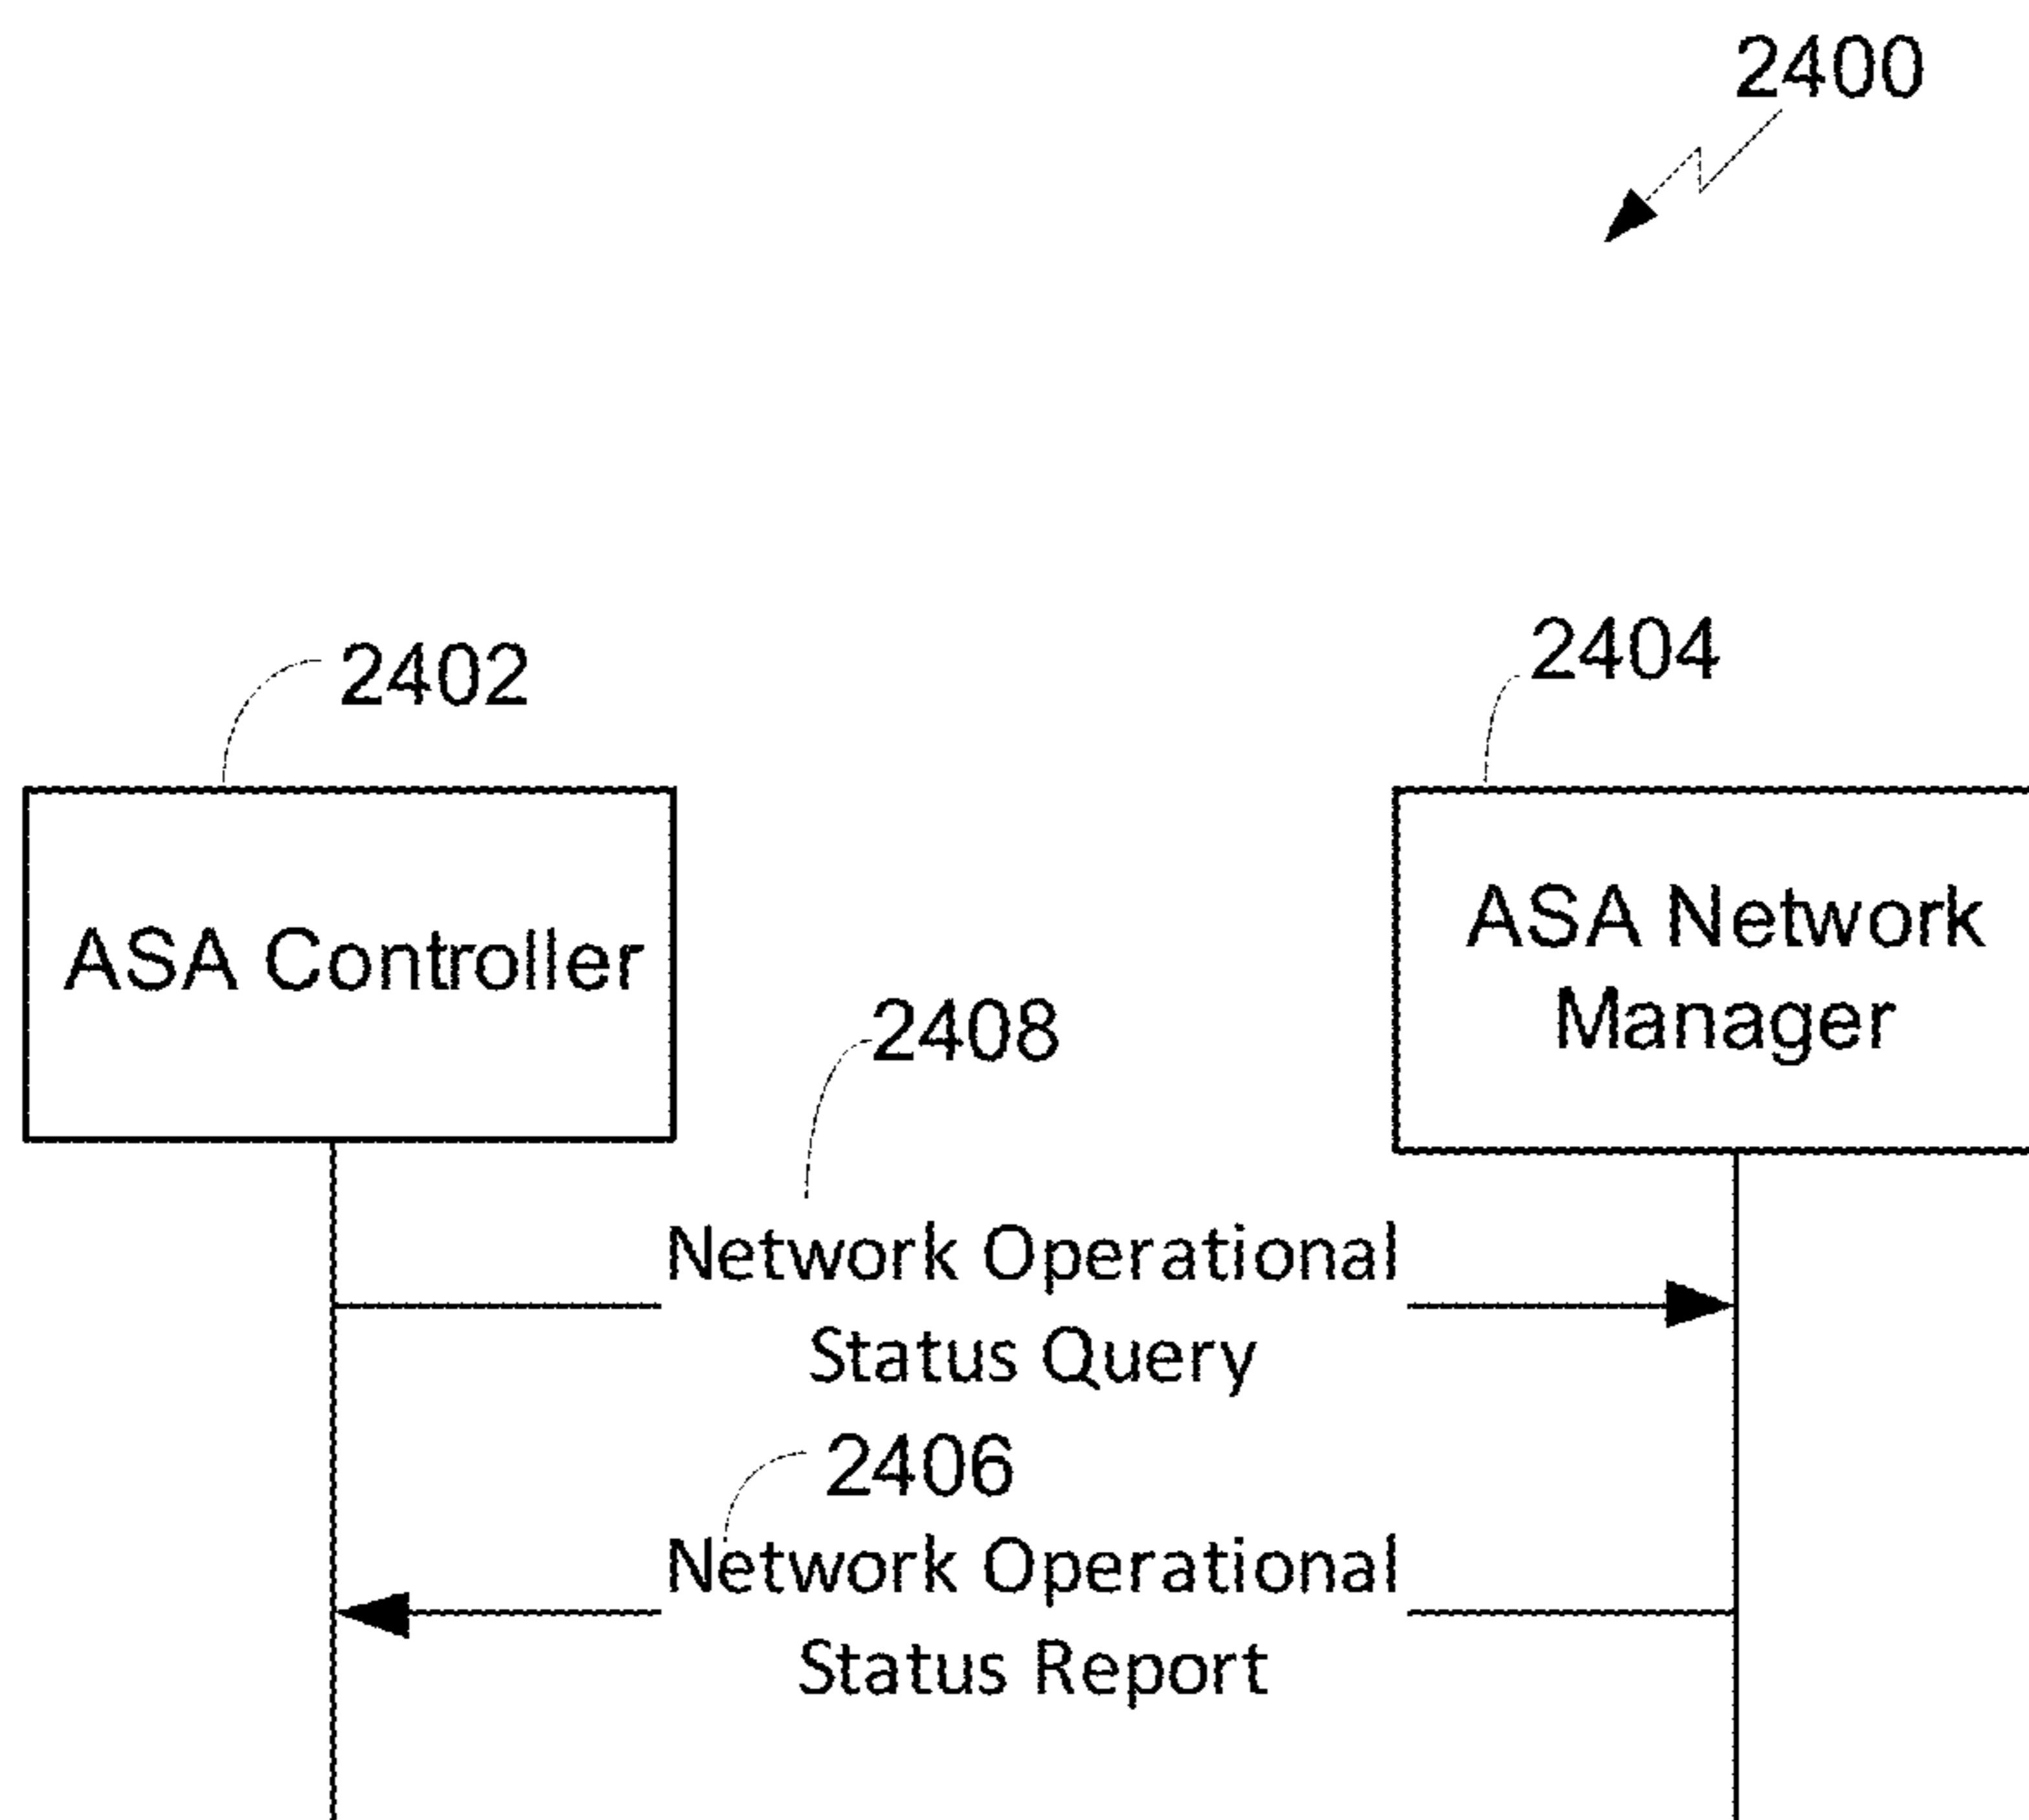 2400
2402
2404
ASA Controller
ASA Network
Manager
2408
Network Operational
Status Query
2406
Network Operational
Status Report